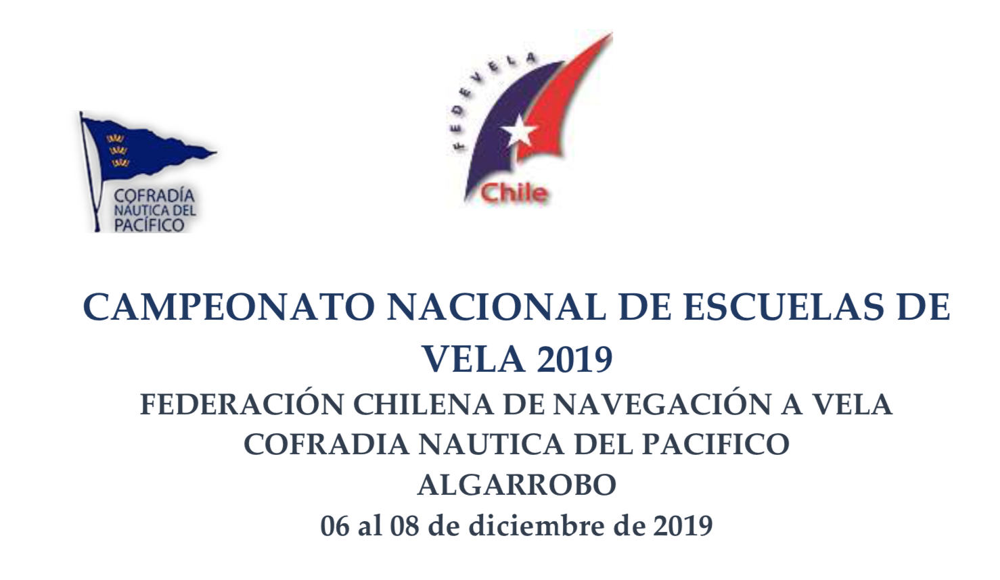 FEDEVELA
Chile
COFRADÍA
NÁUTICA DEL
PACÍFICO
CAMPEONATO NACIONAL DE ESCUELAS DE
VELA 2019
FEDERACIÓN CHILENA DE NAVEGACIÓN A VELA
COFRADIA NAUTICA DEL PACIFICO
ALGARROBO
06 al 08 de diciembre de 2019